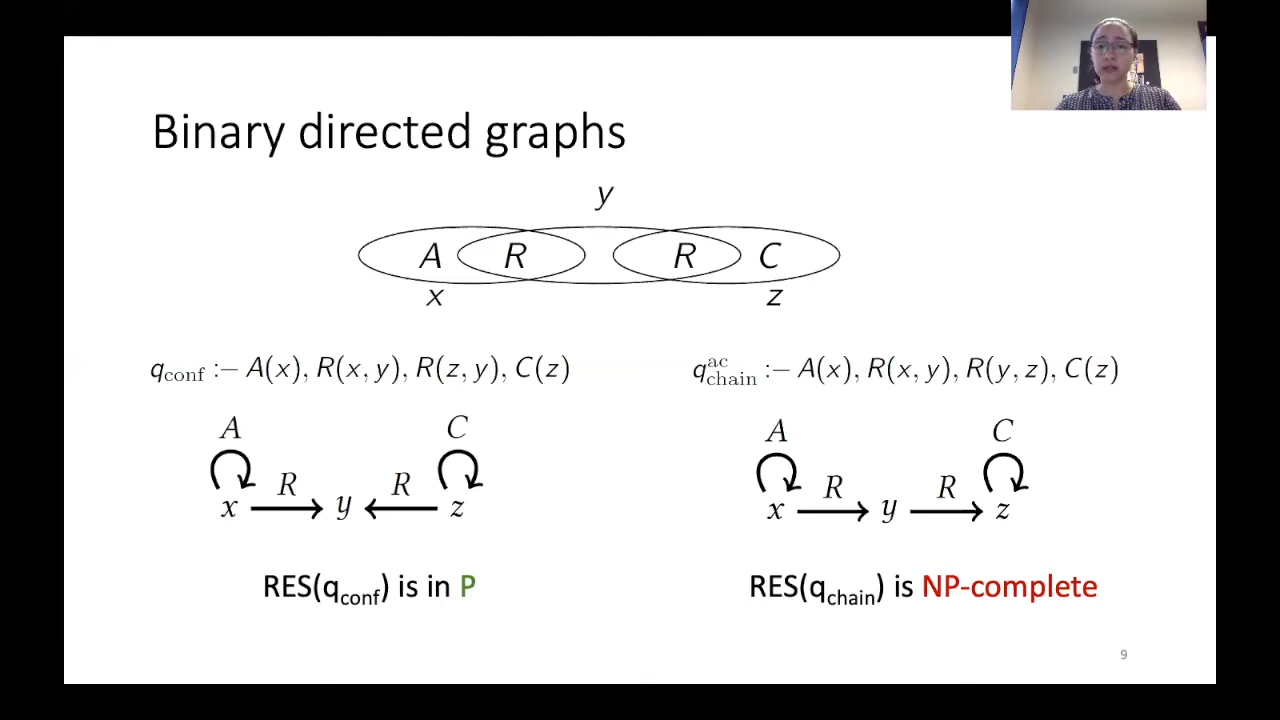 Binary directed graphs
y
A R R C
x z
q_conf :– A(x), R(x, y), R(z, y), C(z)
q^ac_chain :– A(x), R(x, y), R(y, z), C(z)
A C
R R
x y z
A C
R R
x y z
RES(q_conf) is in P
RES(q_chain) is NP-complete
9